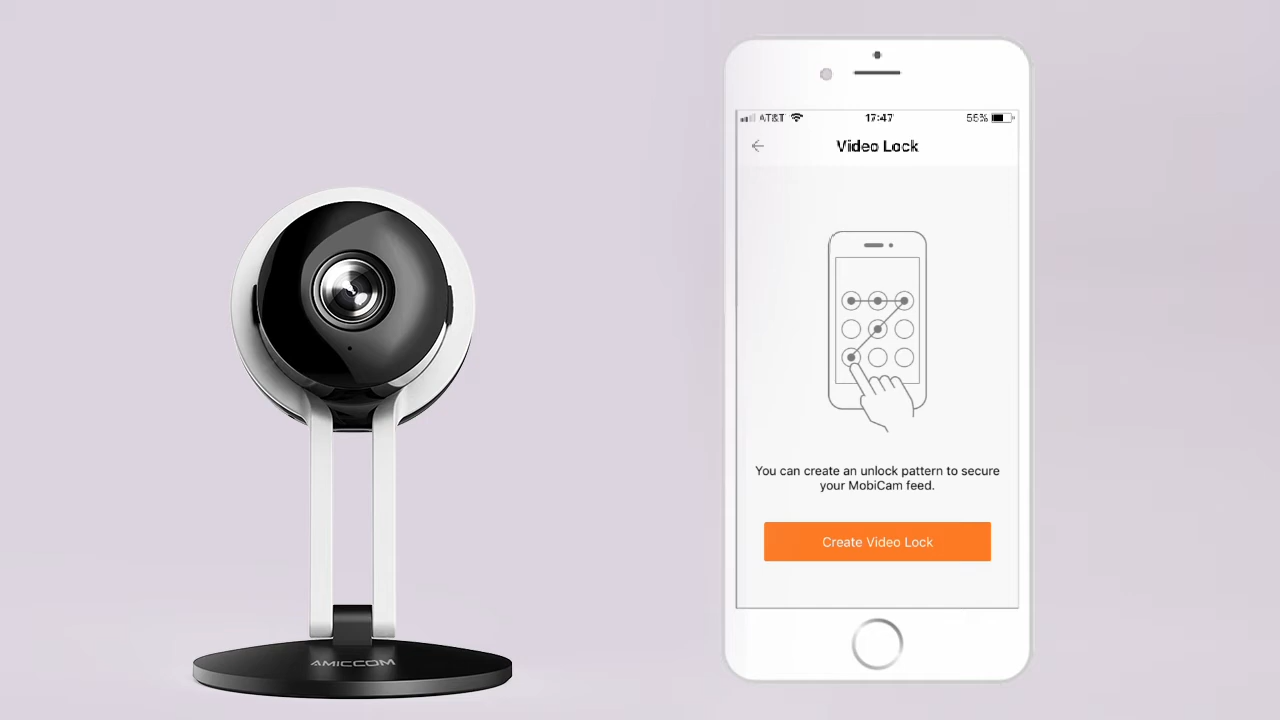 AT&T 17:47 55%
Video Lock
You can create an unlock pattern to secure
your MobiCam feed.
Create Video Lock
AMICCOM